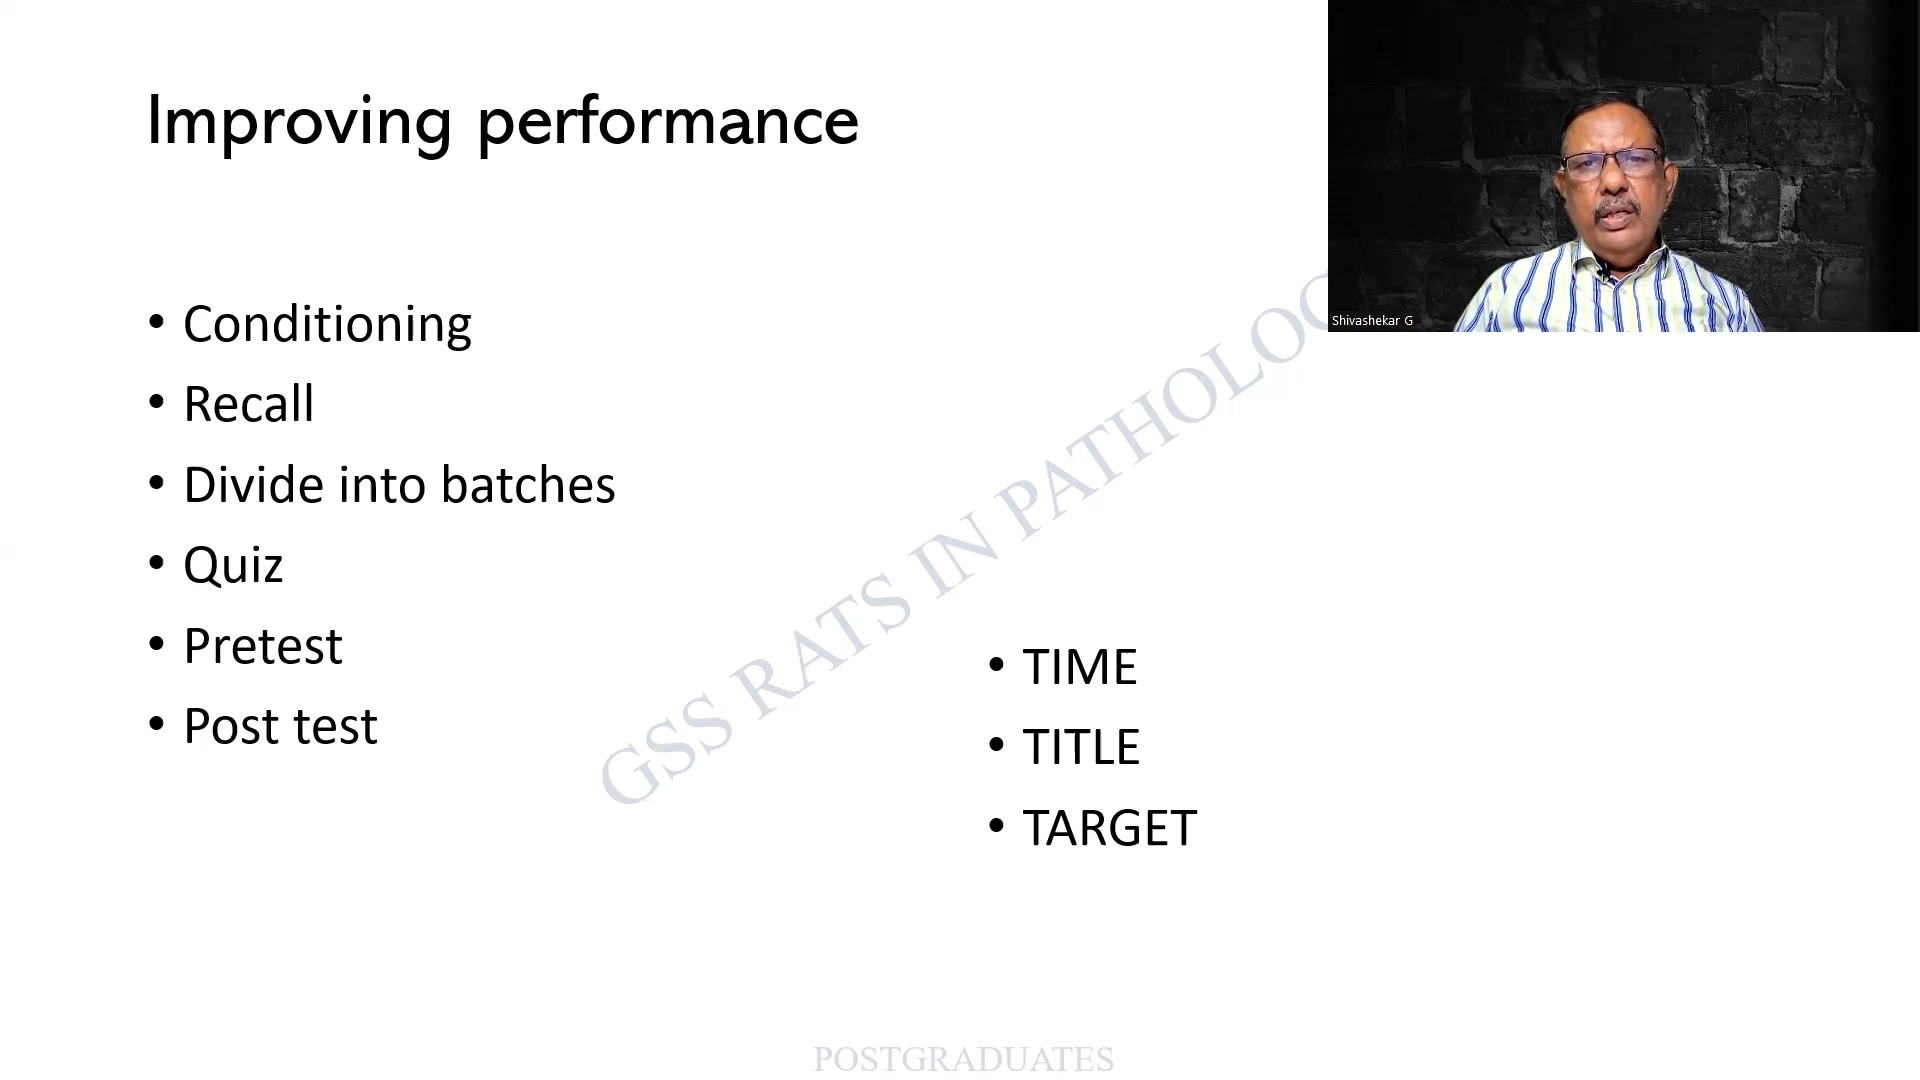 Improving performance
• Conditioning
• Recall
• Divide into batches
• Quiz
• Pretest
• Post test
• TIME
• TITLE
• TARGET
GSS RATS IN PATHOLO
Shivashekar G
POSTGRADUATES